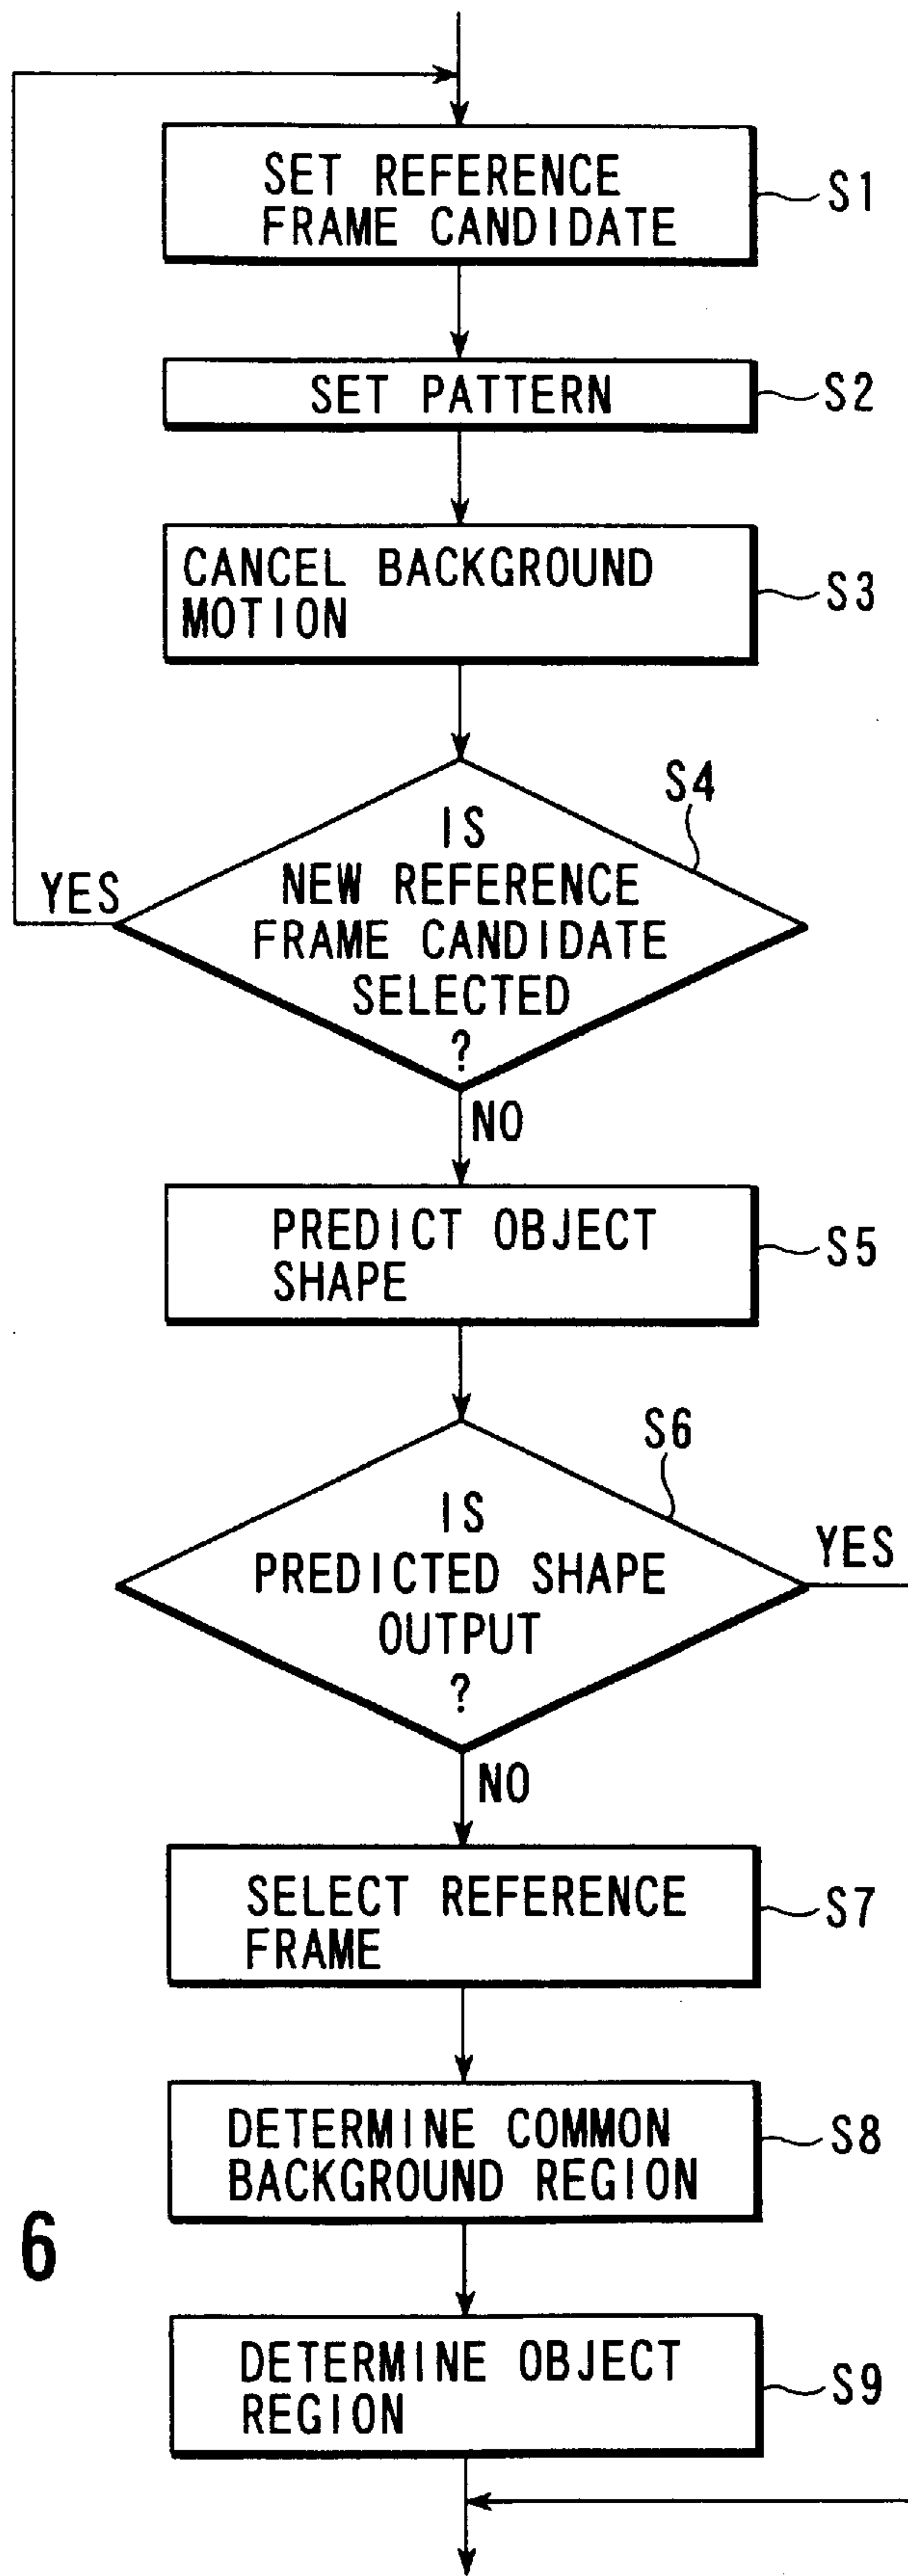 SET REFERENCE
FRAME CANDIDATE
S1
SET PATTERN
S2
CANCEL BACKGROUND
MOTION
S3
S4
IS
NEW REFERENCE
FRAME CANDIDATE
SELECTED
?
YES
NO
PREDICT OBJECT
SHAPE
S5
S6
IS
PREDICTED SHAPE
OUTPUT
?
YES
NO
SELECT REFERENCE
FRAME
S7
DETERMINE COMMON
BACKGROUND REGION
S8
6
DETERMINE OBJECT
REGION
S9